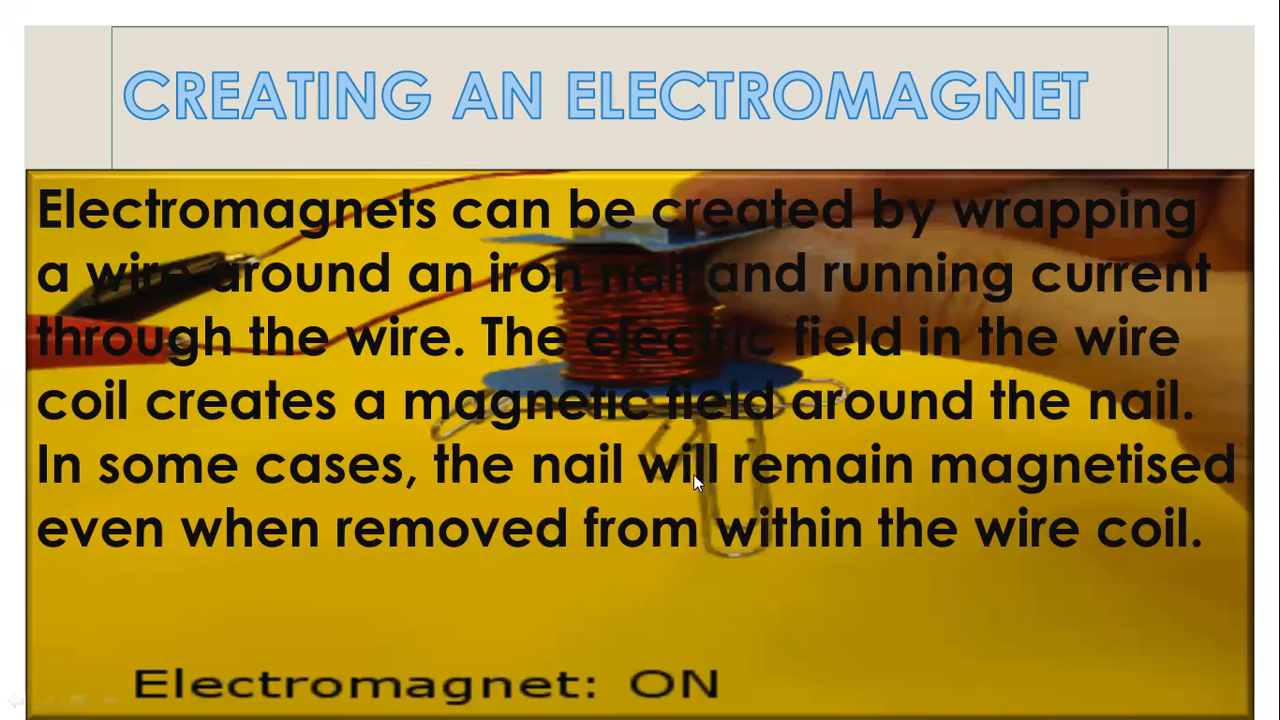 CREATING AN ELECTROMAGNET
Electromagnets can be created by wrapping
a wire around an iron nail and running current
through the wire. The electric field in the wire
coil creates a magnetic field around the nail.
In some cases, the nail will remain magnetised
even when removed from within the wire coil.
Electromagnet: ON